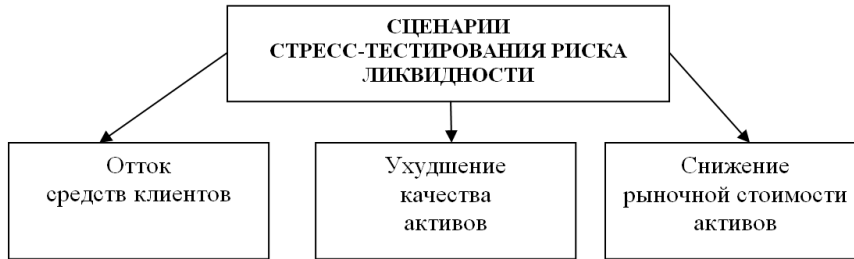 СЦЕНАРИИ
СТРЕСС-ТЕСТИРОВАНИЯ РИСКА
ЛИКВИДНОСТИ
Отток
средств клиентов
Ухудшение
качества
активов
Снижение
рыночной стоимости
активов